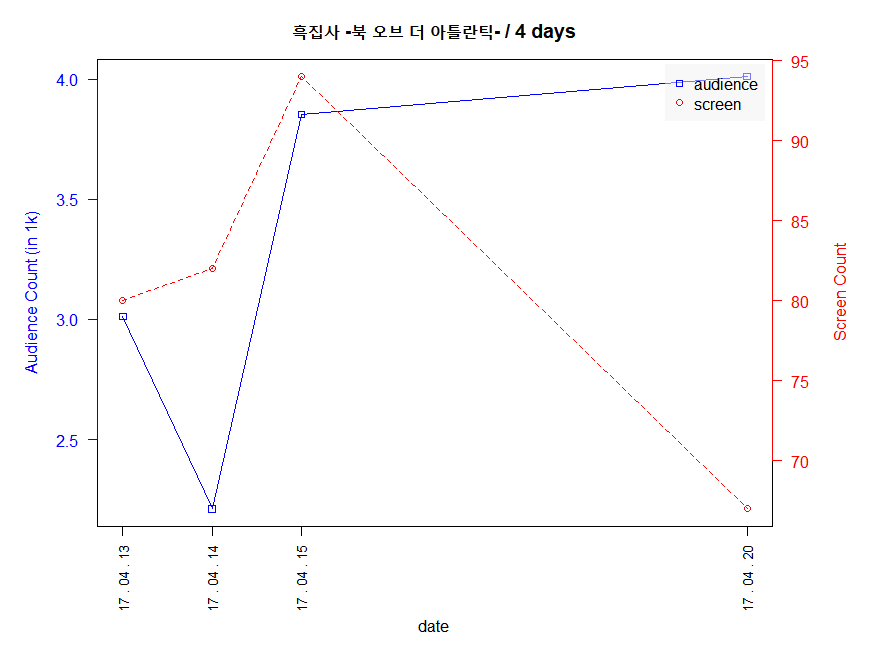 흑집사 -북 오브 더 아틀란틱- / 4 days
audience
screen
Audience Count (in 1k)
4.0
3.5
3.0
2.5
Screen Count
95
90
85
80
75
70
17 . 04 . 13
17 . 04 . 14
17 . 04 . 15
17 . 04 . 20
date